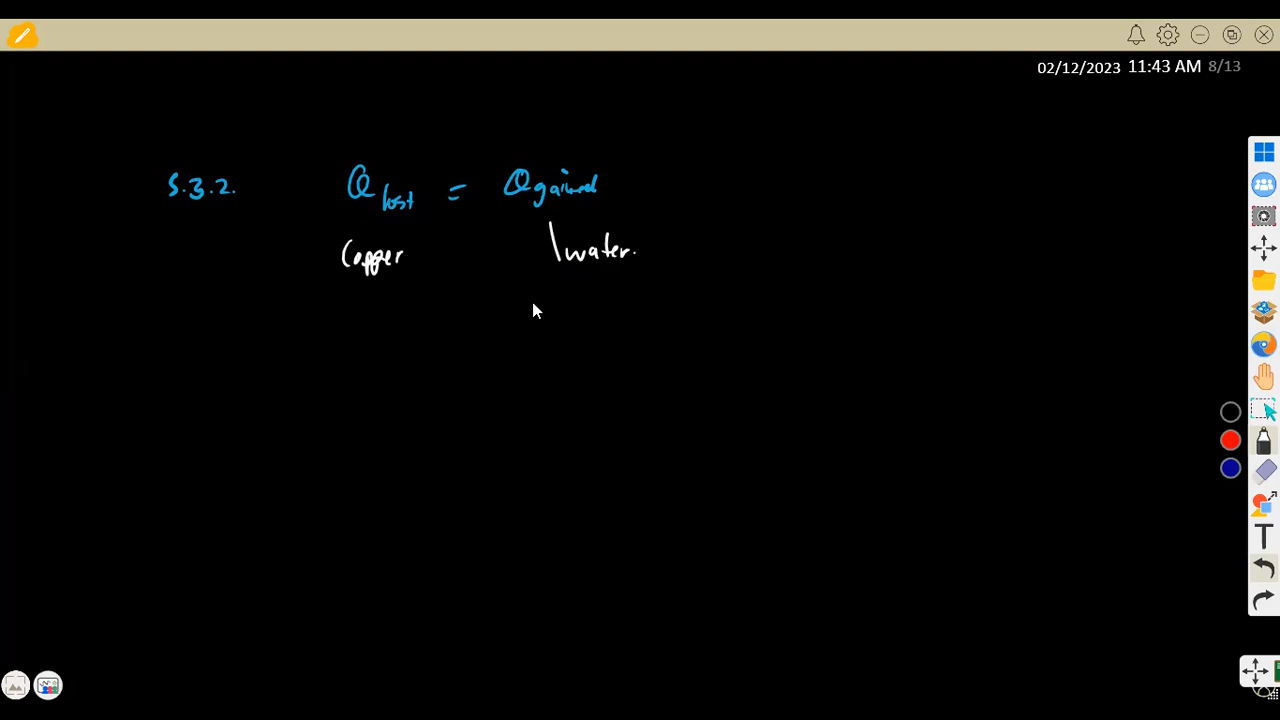 02/12/2023 11:43 AM 8/13
5.3.2. Q lost = Q gained
Copper water.
T